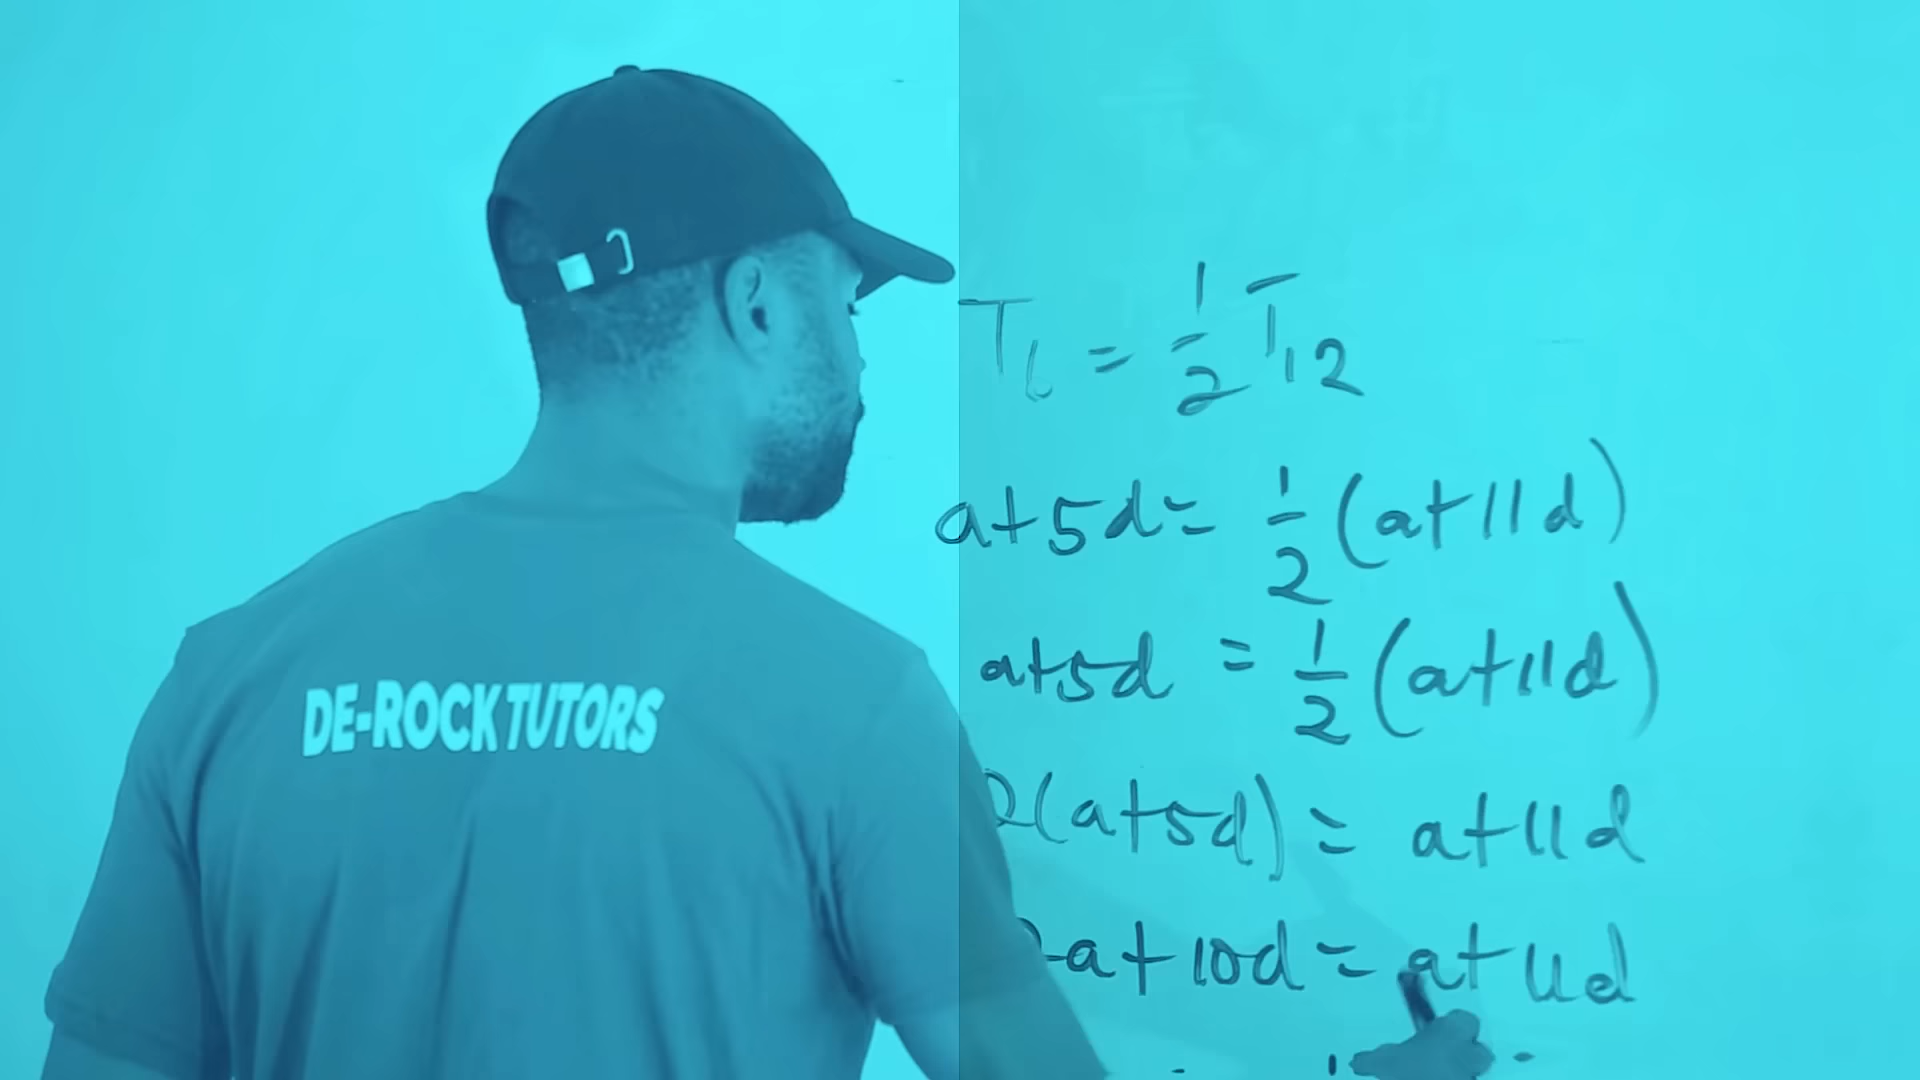 DE-ROCK TUTORS
T₆ = 1/2 T₁₂
a+5d = 1/2 (a+11d)
a+5d = 1/2 (a+11d)
2(a+5d) = a+11d
2a+10d = a+11d